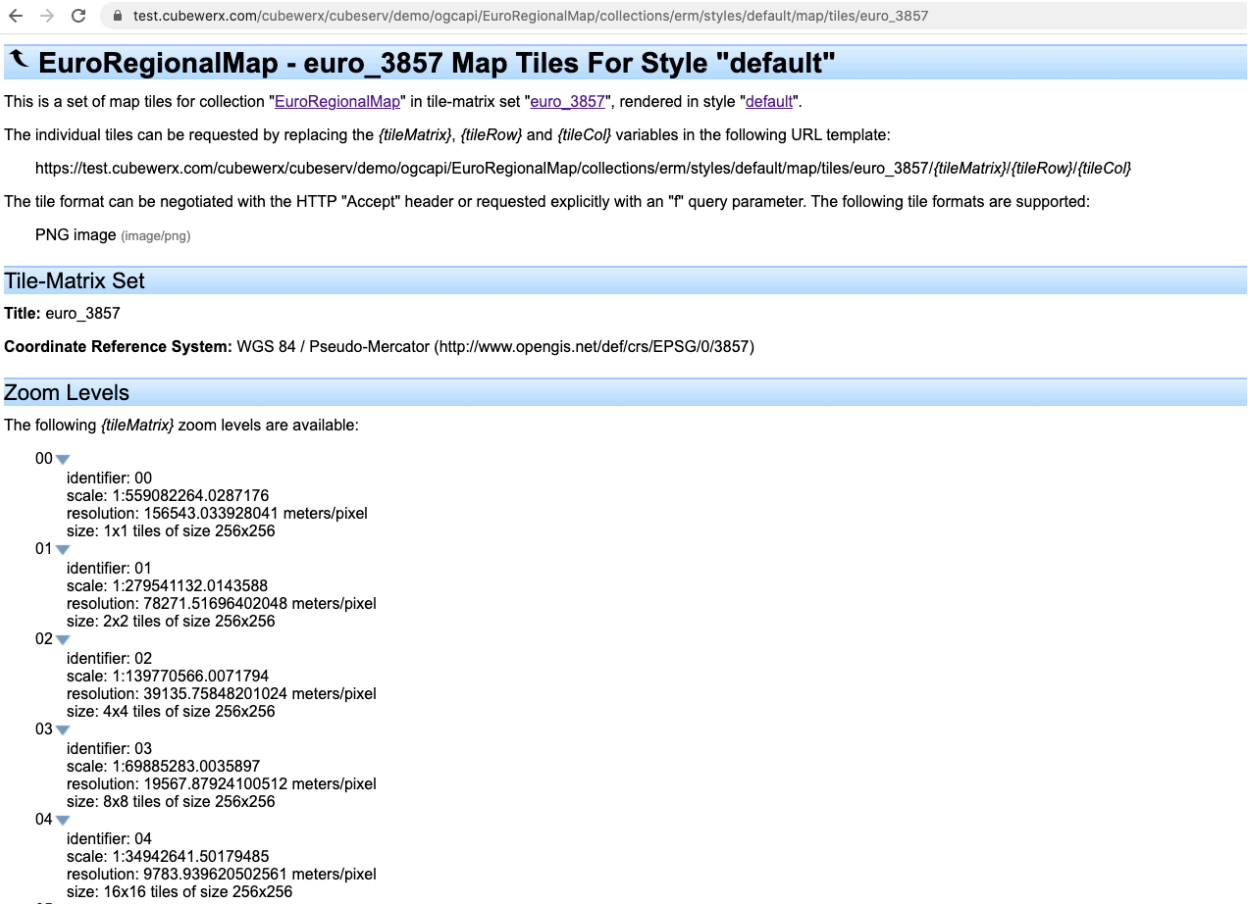 test.cubewerx.com/cubewerx/cubeserv/demo/ogcapi/EuroRegionalMap/collections/erm/styles/default/map/tiles/euro_3857
EuroRegionalMap - euro_3857 Map Tiles For Style "default"
This is a set of map tiles for collection "EuroRegionalMap" in tile-matrix set "euro_3857", rendered in style "default".
The individual tiles can be requested by replacing the {tileMatrix}, {tileRow} and {tileCol} variables in the following URL template:
https://test.cubewerx.com/cubewerx/cubeserv/demo/ogcapi/EuroRegionalMap/collections/erm/styles/default/map/tiles/euro_3857/{tileMatrix}/{tileRow}/{tileCol}
The tile format can be negotiated with the HTTP "Accept" header or requested explicitly with an "f" query parameter. The following tile formats are supported:
PNG image (image/png)
Tile-Matrix Set
Title: euro_3857
Coordinate Reference System: WGS 84 / Pseudo-Mercator (http://www.opengis.net/def/crs/EPSG/0/3857)
Zoom Levels
The following {tileMatrix} zoom levels are available:
00
identifier: 00
scale: 1:559082264.0287176
resolution: 156543.033928041 meters/pixel
size: 1x1 tiles of size 256x256
01
identifier: 01
scale: 1:279541132.0143588
resolution: 78271.51696402048 meters/pixel
size: 2x2 tiles of size 256x256
02
identifier: 02
scale: 1:139770566.0071794
resolution: 39135.75848201024 meters/pixel
size: 4x4 tiles of size 256x256
03
identifier: 03
scale: 1:69885283.0035897
resolution: 19567.87924100512 meters/pixel
size: 8x8 tiles of size 256x256
04
identifier: 04
scale: 1:34942641.50179485
resolution: 9783.939620502561 meters/pixel
size: 16x16 tiles of size 256x256